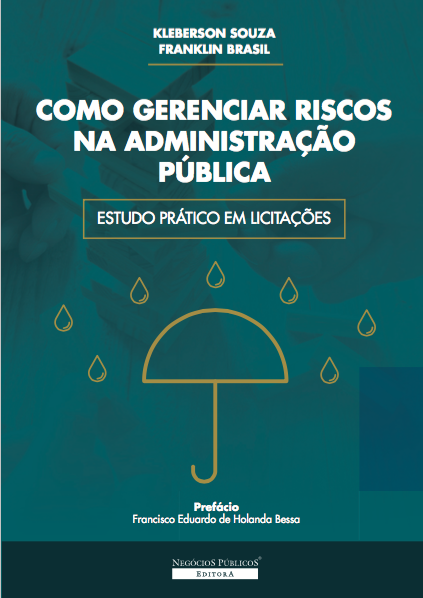 KLEBERSON SOUZA
FRANKLIN BRASIL
COMO GERENCIAR RISCOS
NA ADMINISTRAÇÃO
PÚBLICA
ESTUDO PRÁTICO EM LICITAÇÕES
Prefácio
Francisco Eduardo de Holanda Bessa
NEGÓCIOS PÚBLICOS®
EDITORA